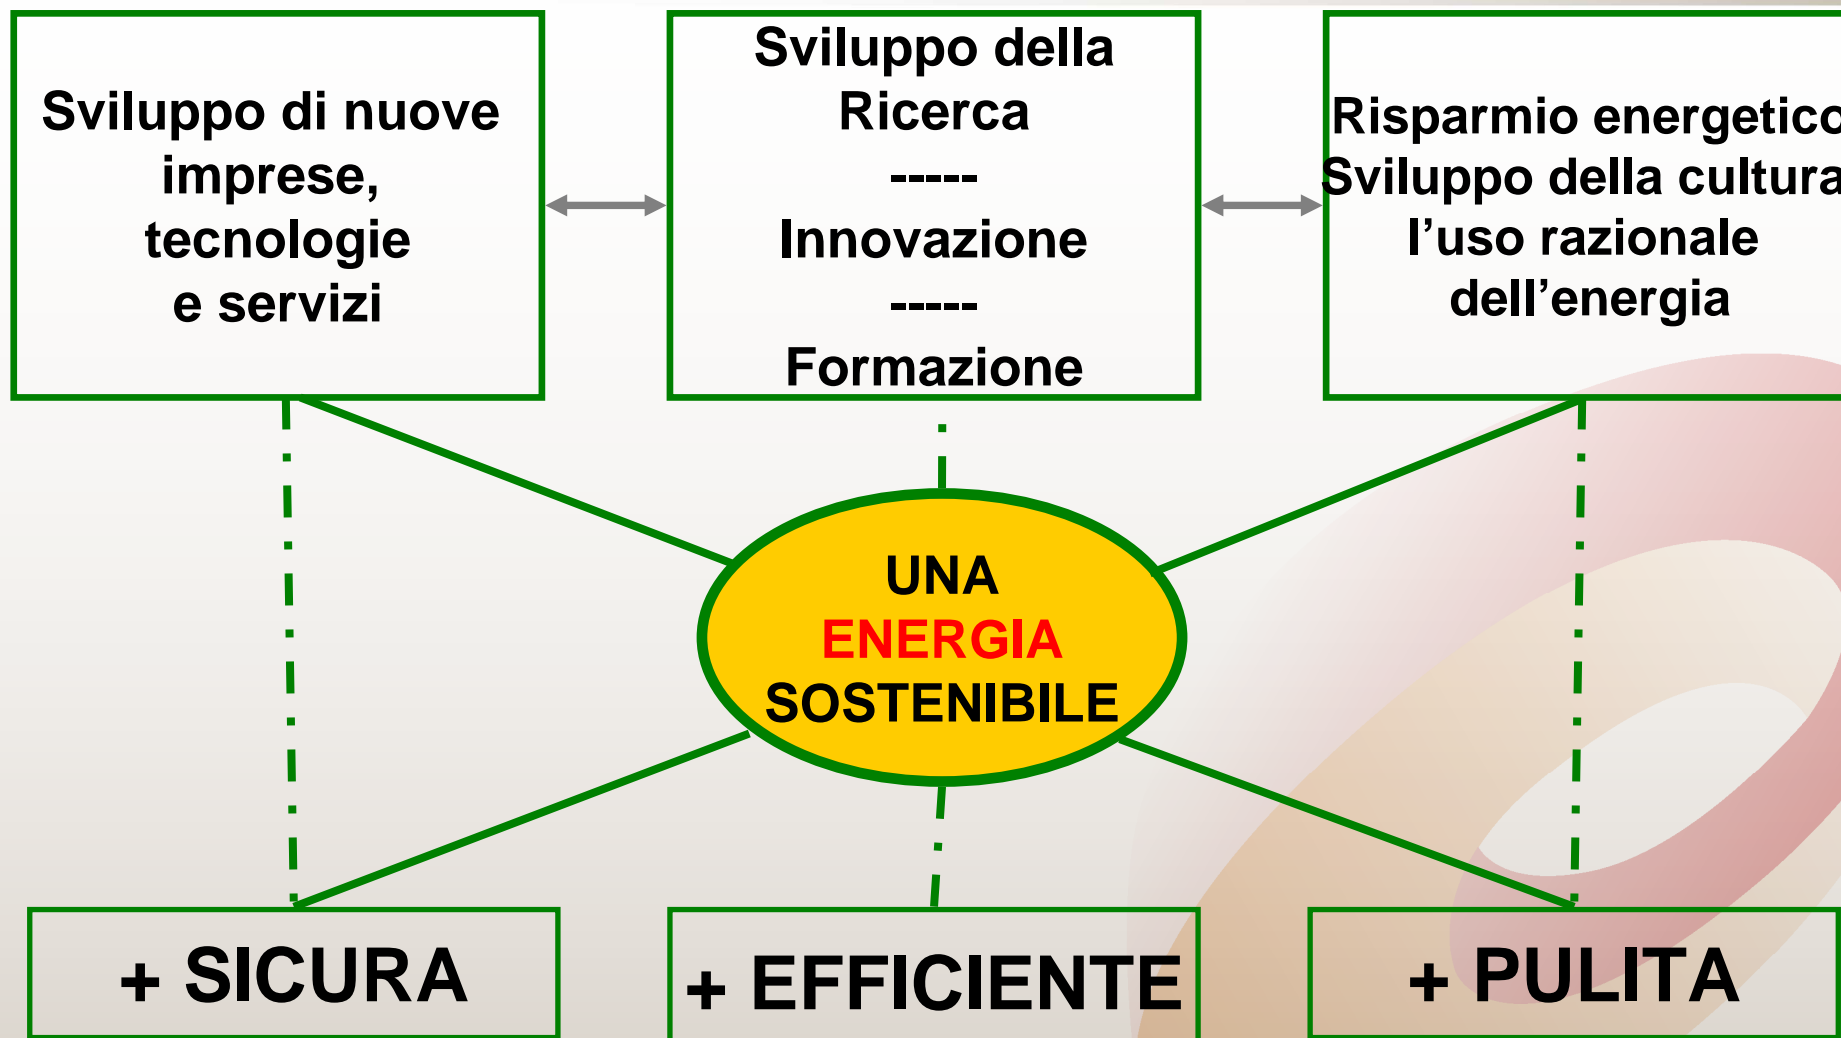 Sviluppo di nuove
imprese,
tecnologie
e servizi
Sviluppo della
Ricerca
-----
Innovazione
-----
Formazione
Risparmio energetico
Sviluppo della cultura
l’uso razionale
dell’energia
UNA
ENERGIA
SOSTENIBILE
+ SICURA
+ EFFICIENTE
+ PULITA